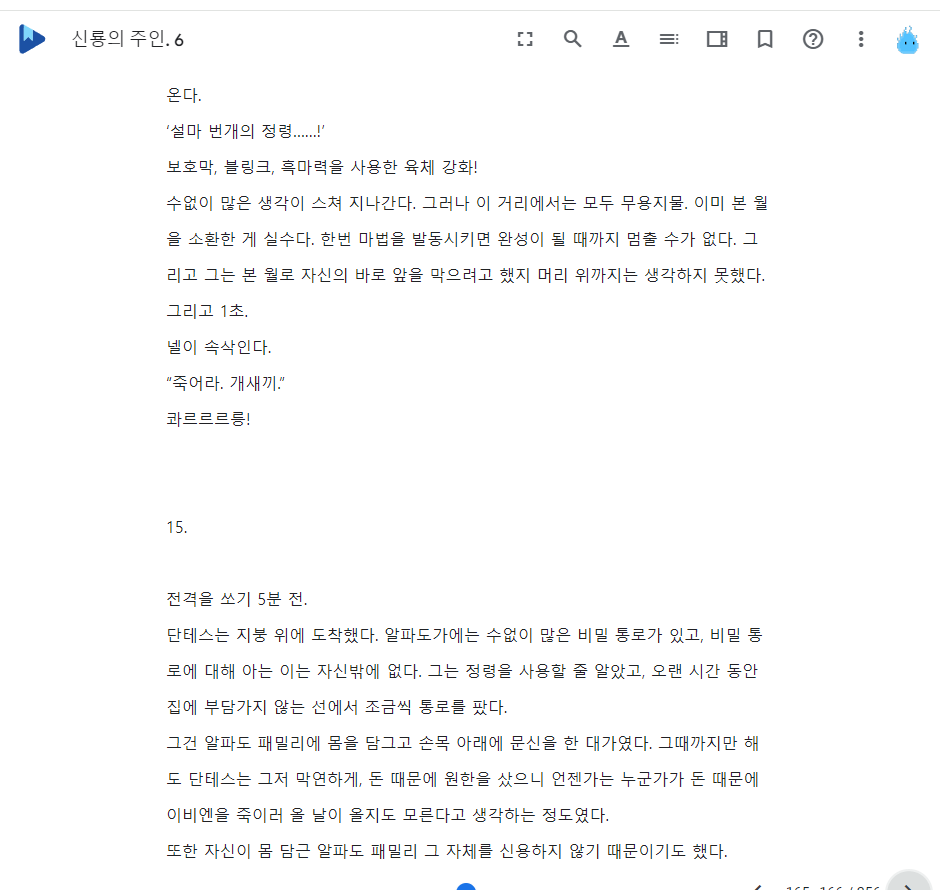 신룡의 주인. 6
온다.
‘설마 번개의 정령......!’
보호막, 블링크, 흑마력을 사용한 육체 강화!
수없이 많은 생각이 스쳐 지나간다. 그러나 이 거리에서는 모두 무용지물. 이미 본 월
을 소환한 게 실수다. 한번 마법을 발동시키면 완성이 될 때까지 멈출 수가 없다. 그
리고 그는 본 월로 자신의 바로 앞을 막으려고 했지 머리 위까지는 생각하지 못했다.
그리고 1초.
넬이 속삭인다.
“죽어라. 개새끼.”
콰르르르릉!
15.
전격을 쏘기 5분 전.
단테스는 지붕 위에 도착했다. 알파도가에는 수없이 많은 비밀 통로가 있고, 비밀 통
로에 대해 아는 이는 자신밖에 없다. 그는 정령을 사용할 줄 알았고, 오랜 시간 동안
집에 부담가지 않는 선에서 조금씩 통로를 팠다.
그건 알파도 패밀리에 몸을 담그고 손목 아래에 문신을 한 대가였다. 그때까지만 해
도 단테스는 그저 막연하게, 돈 때문에 원한을 샀으니 언젠가는 누군가가 돈 때문에
이비엔을 죽이러 올 날이 올지도 모른다고 생각하는 정도였다.
또한 자신이 몸 담근 알파도 패밀리 그 자체를 신용하지 않기 때문이기도 했다.